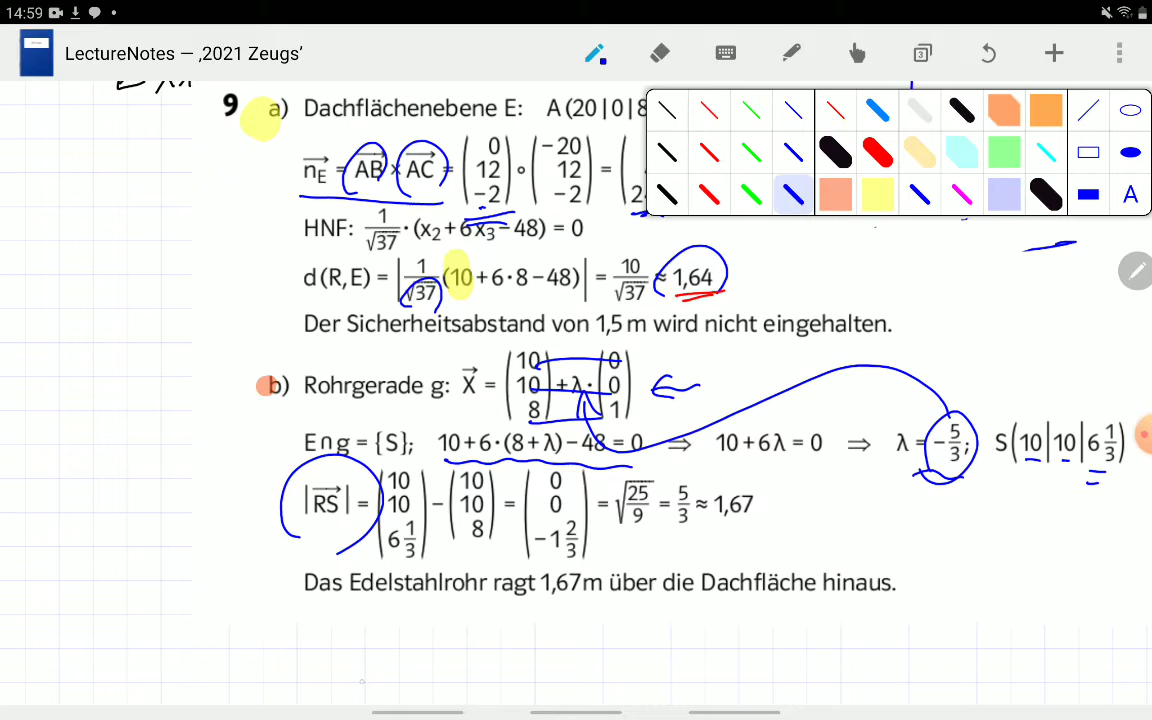 14:59
LectureNotes — ‚2021 Zeugs‘
3
A
9 a) Dachflächenebene E: A(20|0|8
n_E = AB × AC = (0 12 −2) ∘ (−20 12 −2) = ( 2
HNF: 1/√37 · (x₂ + 6x₃ − 48) = 0
d(R,E) = |1/√37 (10 + 6 · 8 − 48)| = 10/√37 ≈ 1,64
Der Sicherheitsabstand von 1,5 m wird nicht eingehalten.
b) Rohrgerade g: X = (10 10 8) + λ · (0 0 1)
E ∩ g = {S}; 10 + 6 · (8 + λ) − 48 = 0 ⇒ 10 + 6λ = 0 ⇒ λ = −5/3; S(10|10|6 1/3)
|RS| = (10 10 6 1/3) − (10 10 8) = (0 0 −1 2/3) = √25/9 = 5/3 ≈ 1,67
Das Edelstahlrohr ragt 1,67 m über die Dachfläche hinaus.